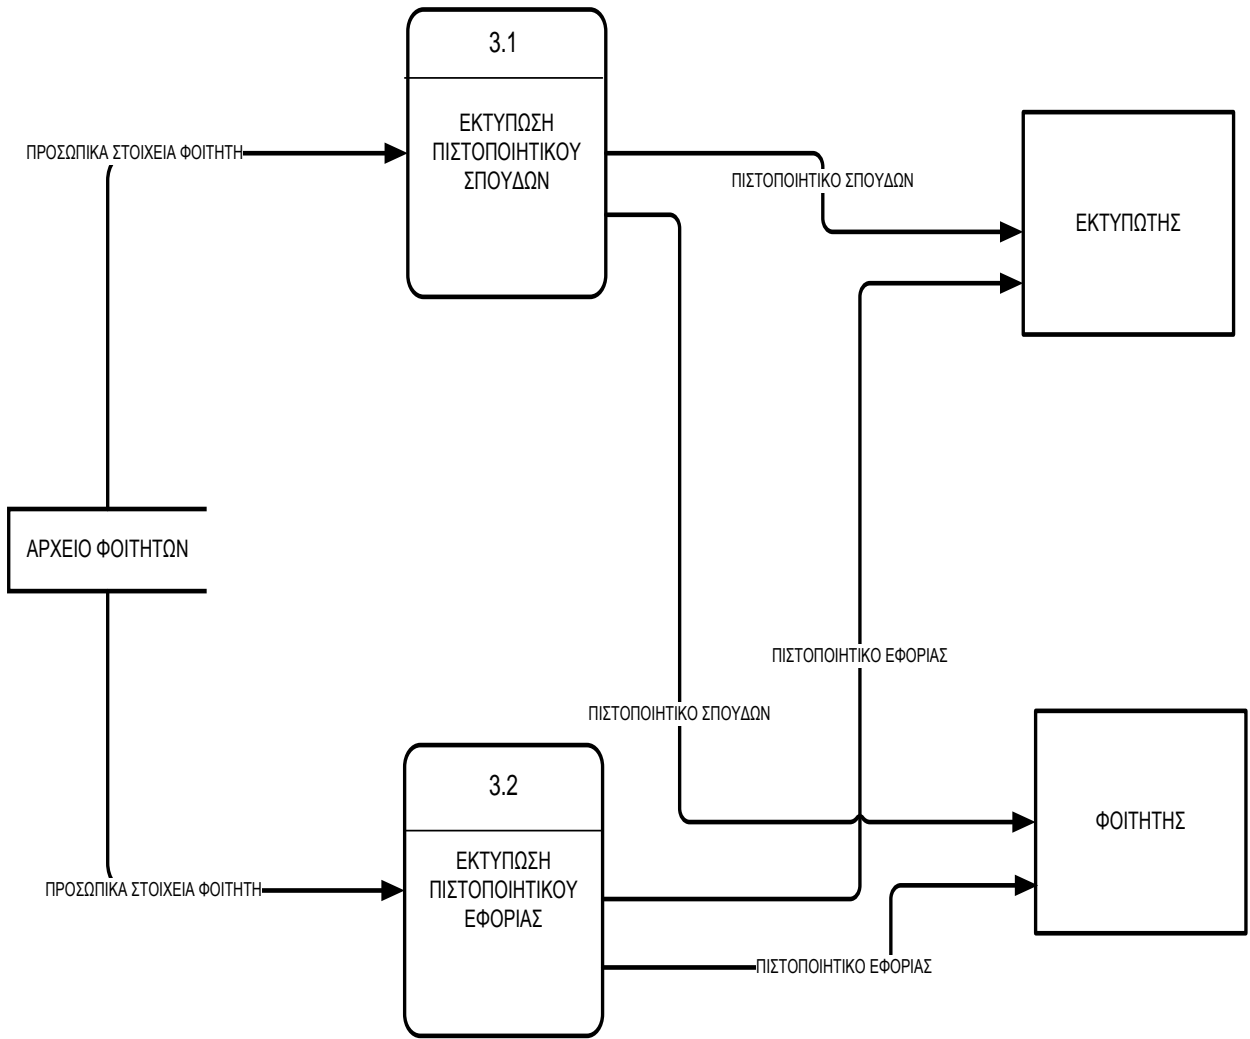 3.1
ΕΚΤΥΠΩΣΗ
ΠΙΣΤΟΠΟΙΗΤΙΚΟΥ
ΣΠΟΥΔΩΝ
ΠΡΟΣΩΠΙΚΑ ΣΤΟΙΧΕΙΑ ΦΟΙΤΗΤΗ
ΠΙΣΤΟΠΟΙΗΤΙΚΟ ΣΠΟΥΔΩΝ
ΕΚΤΥΠΩΤΗΣ
ΑΡΧΕΙΟ ΦΟΙΤΗΤΩΝ
ΠΙΣΤΟΠΟΙΗΤΙΚΟ ΕΦΟΡΙΑΣ
ΠΙΣΤΟΠΟΙΗΤΙΚΟ ΣΠΟΥΔΩΝ
3.2
ΕΚΤΥΠΩΣΗ
ΠΙΣΤΟΠΟΙΗΤΙΚΟΥ
ΕΦΟΡΙΑΣ
ΦΟΙΤΗΤΗΣ
ΠΡΟΣΩΠΙΚΑ ΣΤΟΙΧΕΙΑ ΦΟΙΤΗΤΗ
ΠΙΣΤΟΠΟΙΗΤΙΚΟ ΕΦΟΡΙΑΣ